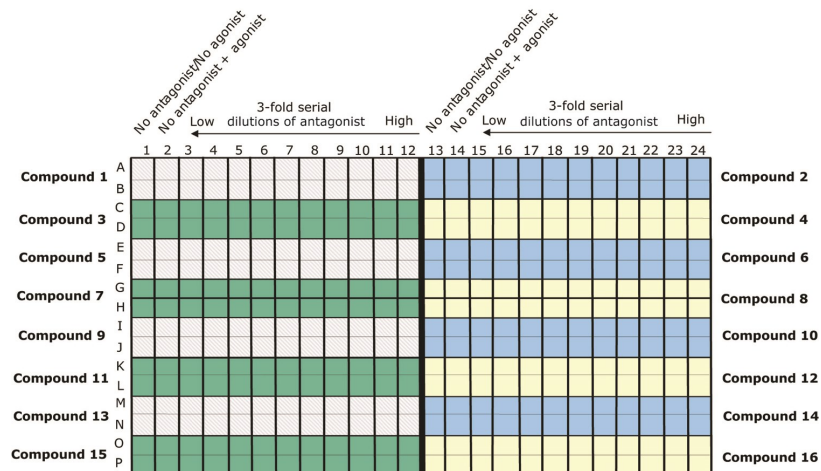 No antagonist/No agonist
No antagonist + agonist
Low
3-fold serial
dilutions of antagonist
High
No antagonist/No agonist
No antagonist + agonist
Low
3-fold serial
dilutions of antagonist
High
1 2 3 4 5 6 7 8 9 10 11 12 13 14 15 16 17 18 19 20 21 22 23 24
Compound 1 A Compound 2
B
Compound 3 C Compound 4
D
Compound 5 E Compound 6
F
Compound 7 G Compound 8
H
Compound 9 I Compound 10
J
Compound 11 K Compound 12
L
Compound 13 M Compound 14
N
Compound 15 O Compound 16
P